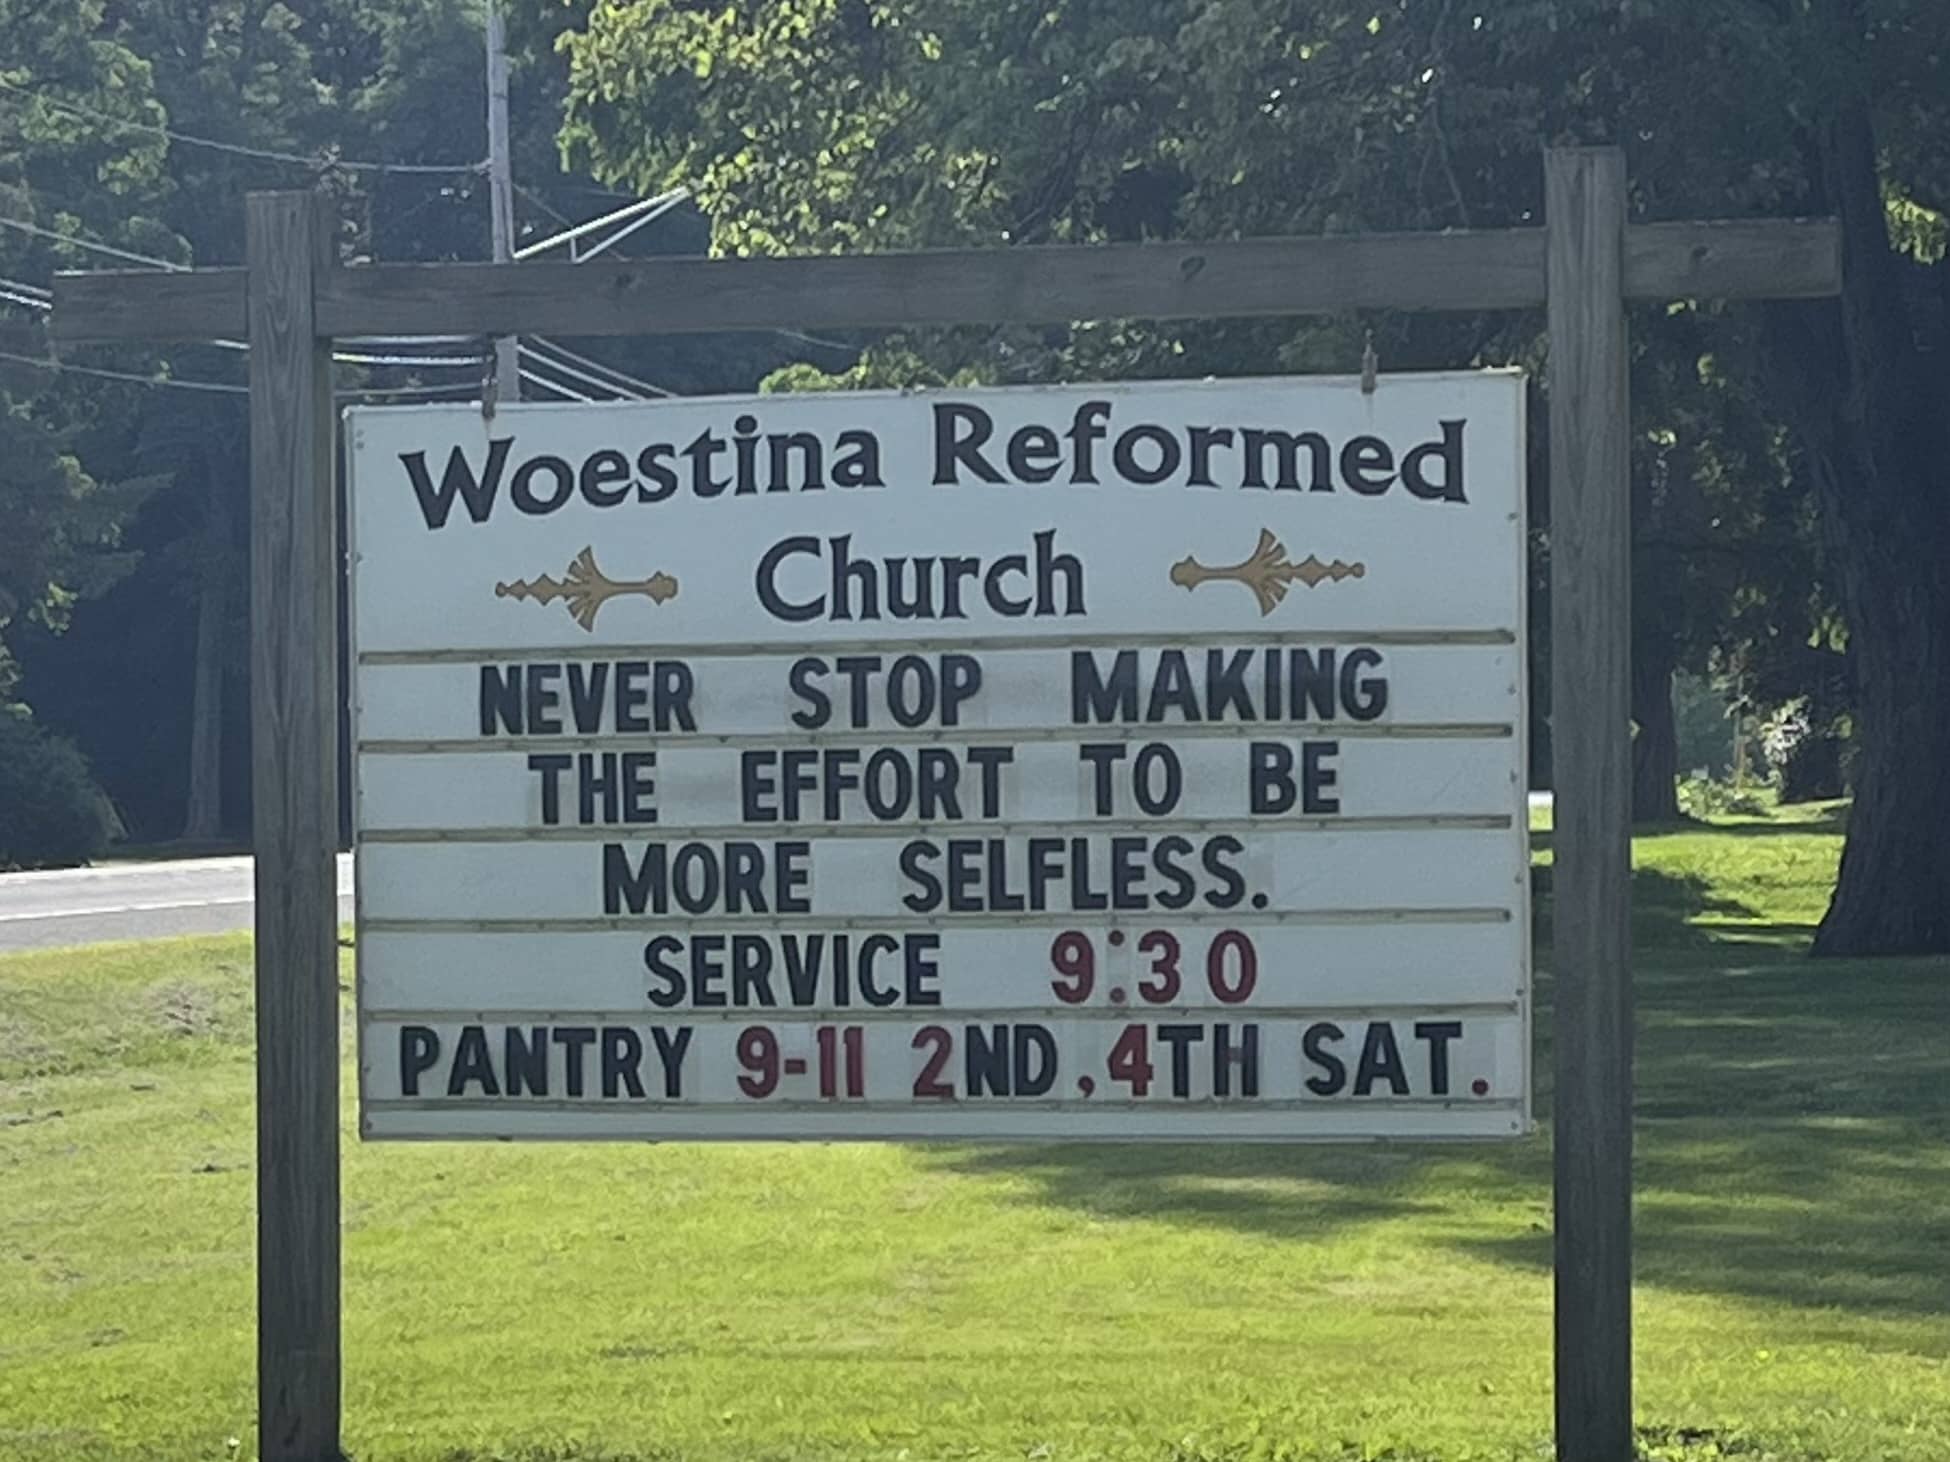 Woestina Reformed
Church
NEVER STOP MAKING
THE EFFORT TO BE
MORE SELFLESS.
SERVICE 9:30
PANTRY 9-11 2ND,4TH SAT.